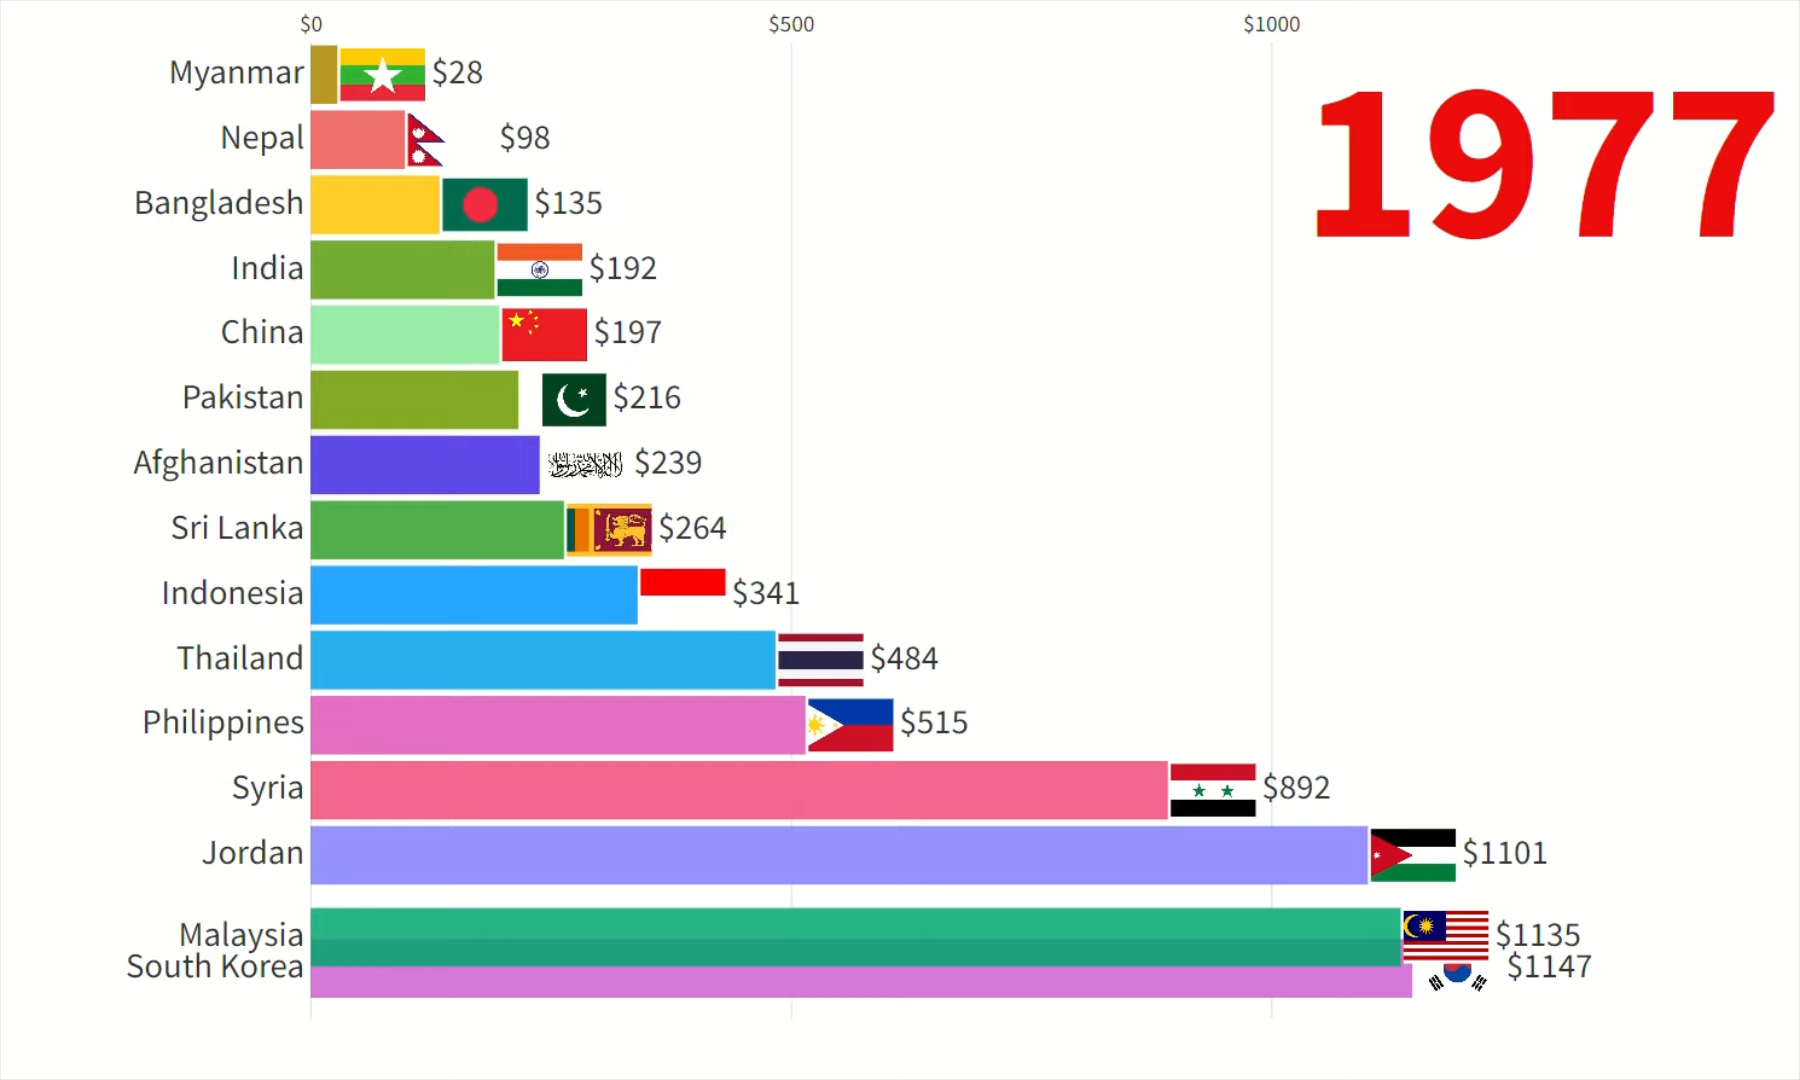 $0 $500 $1000
1977
Myanmar $28
Nepal $98
Bangladesh $135
India $192
China $197
Pakistan $216
Afghanistan $239
Sri Lanka $264
Indonesia $341
Thailand $484
Philippines $515
Syria $892
Jordan $1101
Malaysia $1135
South Korea $1147